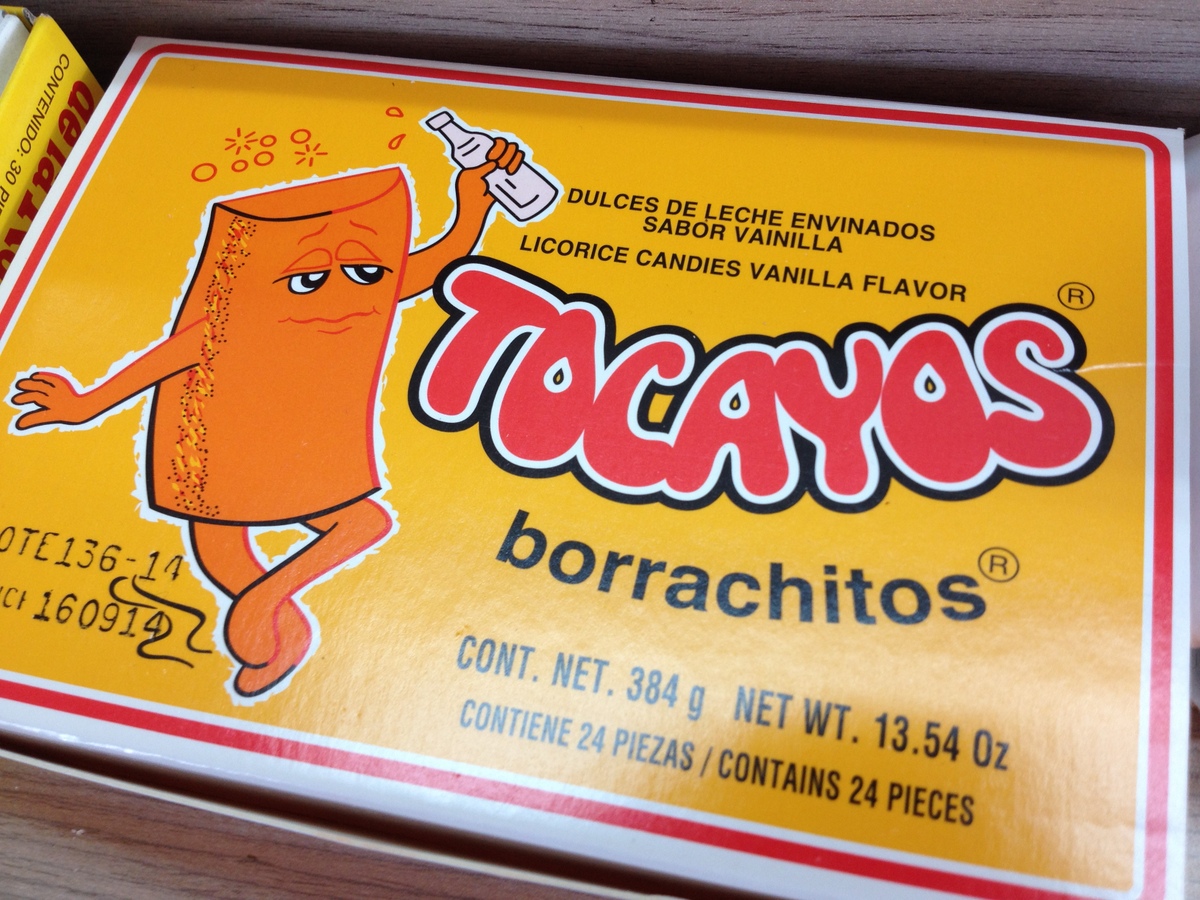 CONTENIDO: 30
DULCES DE LECHE ENVINADOS
SABOR VAINILLA
LICORICE CANDIES VANILLA FLAVOR
TOCAYOS ®
borrachitos ®
OTE136-14
160914
CONT. NET. 384 g NET WT. 13.54 Oz
CONTIENE 24 PIEZAS / CONTAINS 24 PIECES